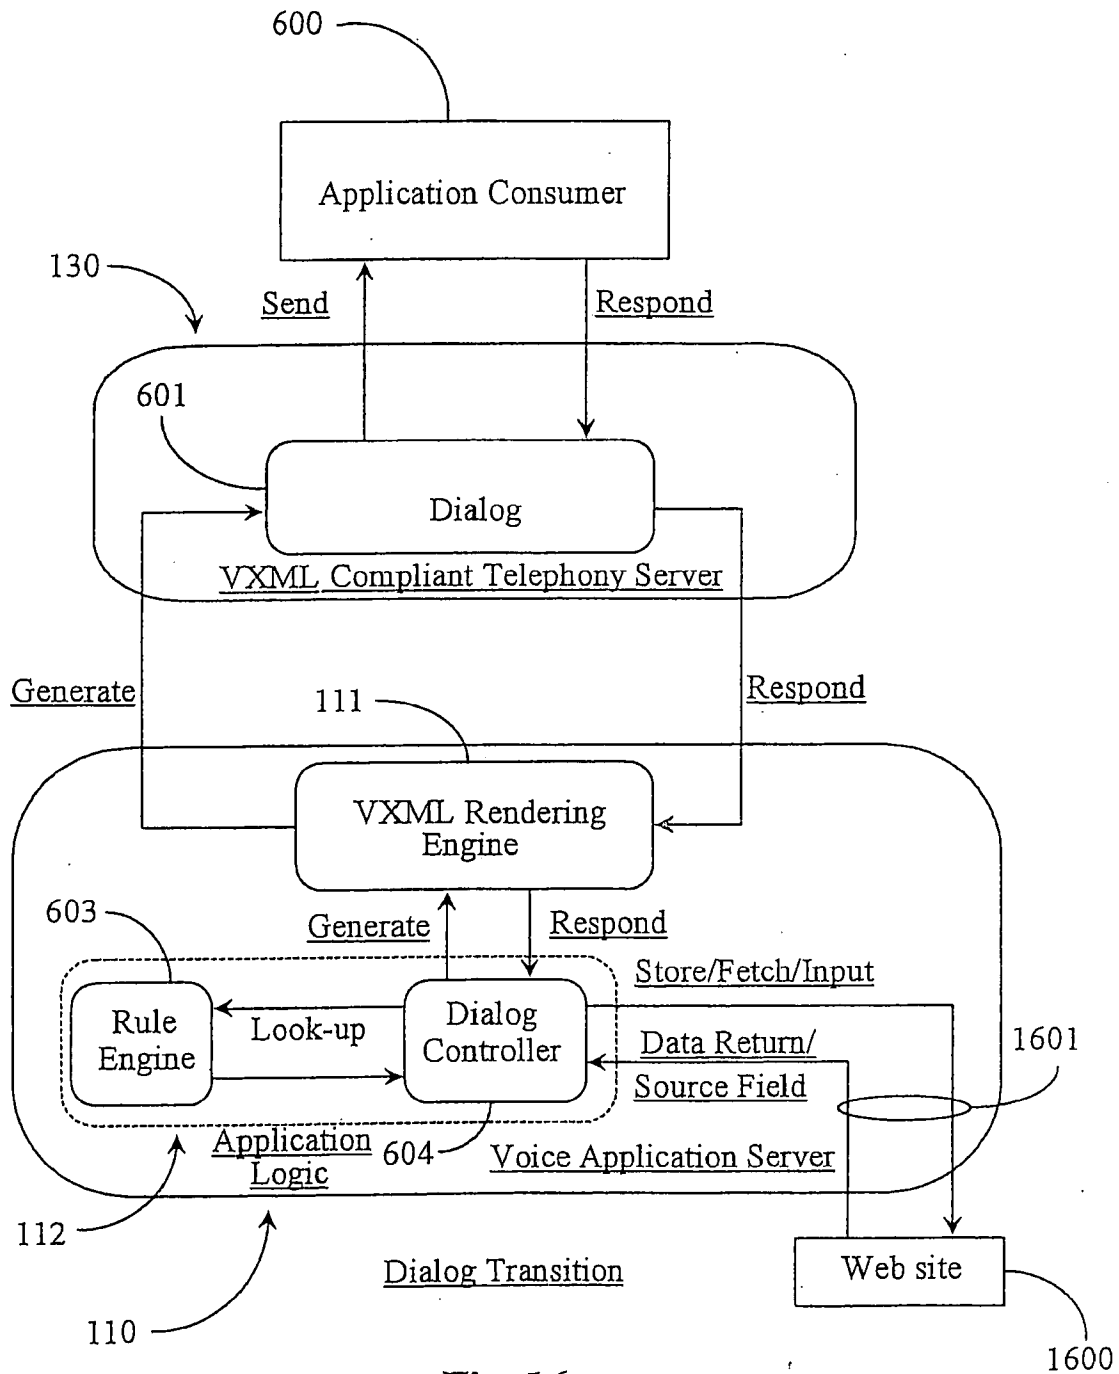 600
Application Consumer
130
Send
Respond
601
Dialog
VXML Compliant Telephony Server
Generate
Respond
111
VXML Rendering
Engine
603
Generate
Respond
Store/Fetch/Input
Rule
Engine
Look-up
Dialog
Controller
Data Return/
Source Field
1601
Application
Logic
604
Voice Application Server
112
Dialog Transition
Web site
110
1600